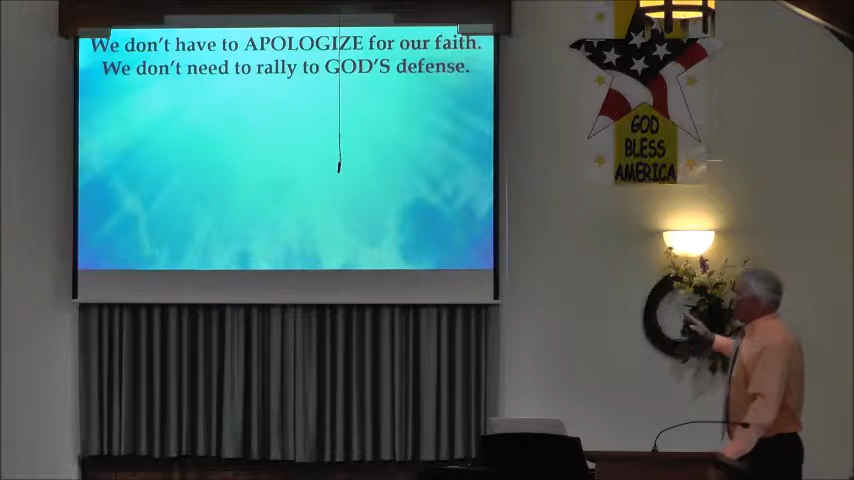 We don't have to APOLOGIZE for our faith.
We don't need to rally to GOD'S defense.
GOD
BLESS
AMERICA